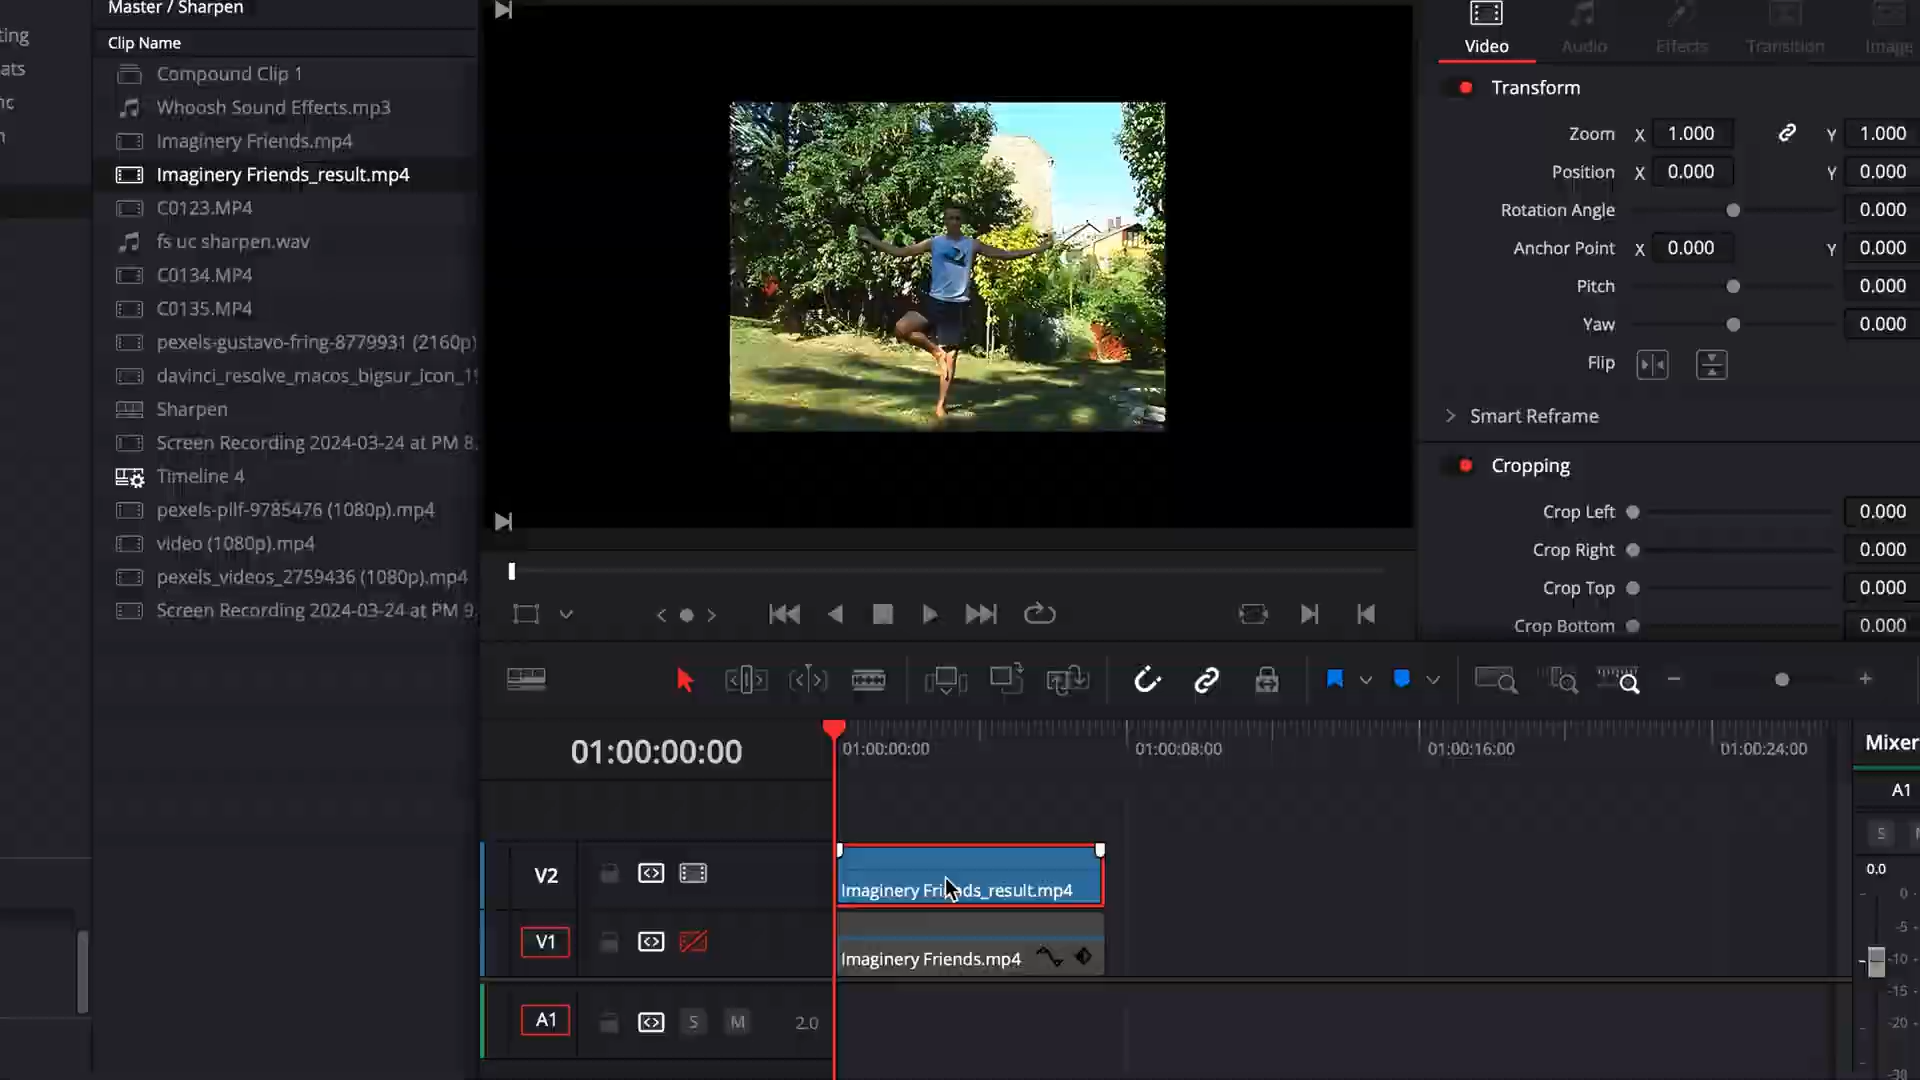 Master / Sharpen
Clip Name
Compound Clip 1
Whoosh Sound Effects.mp3
Imaginery Friends.mp4
Imaginery Friends_result.mp4
C0123.MP4
fs uc sharpen.wav
C0134.MP4
C0135.MP4
pexels-gustavo-fring-8779931 (2160p)
davinci_resolve_macos_bigsur_icon_1
Sharpen
Screen Recording 2024-03-24 at PM 8.
Timeline 4
pexels-pilf-9785476 (1080p).mp4
video (1080p).mp4
pexels_videos_2759436 (1080p).mp4
Screen Recording 2024-03-24 at PM 9.
Video Audio Effects Transition Image
Transform
Zoom X 1.000 Y 1.000
Position X 0.000 Y 0.000
Rotation Angle 0.000
Anchor Point X 0.000 Y 0.000
Pitch 0.000
Yaw 0.000
Flip
Smart Reframe
Cropping
Crop Left 0.000
Crop Right 0.000
Crop Top 0.000
Crop Bottom 0.000
01:00:00:00
01:00:00:00 01:00:08:00 01:00:16:00 01:00:24:00
V2
Imaginery Friends_result.mp4
V1
Imaginery Friends.mp4
A1 S M 2.0
Mixer
A1
S
0.0
0
-5
-10
-15
-20
-30